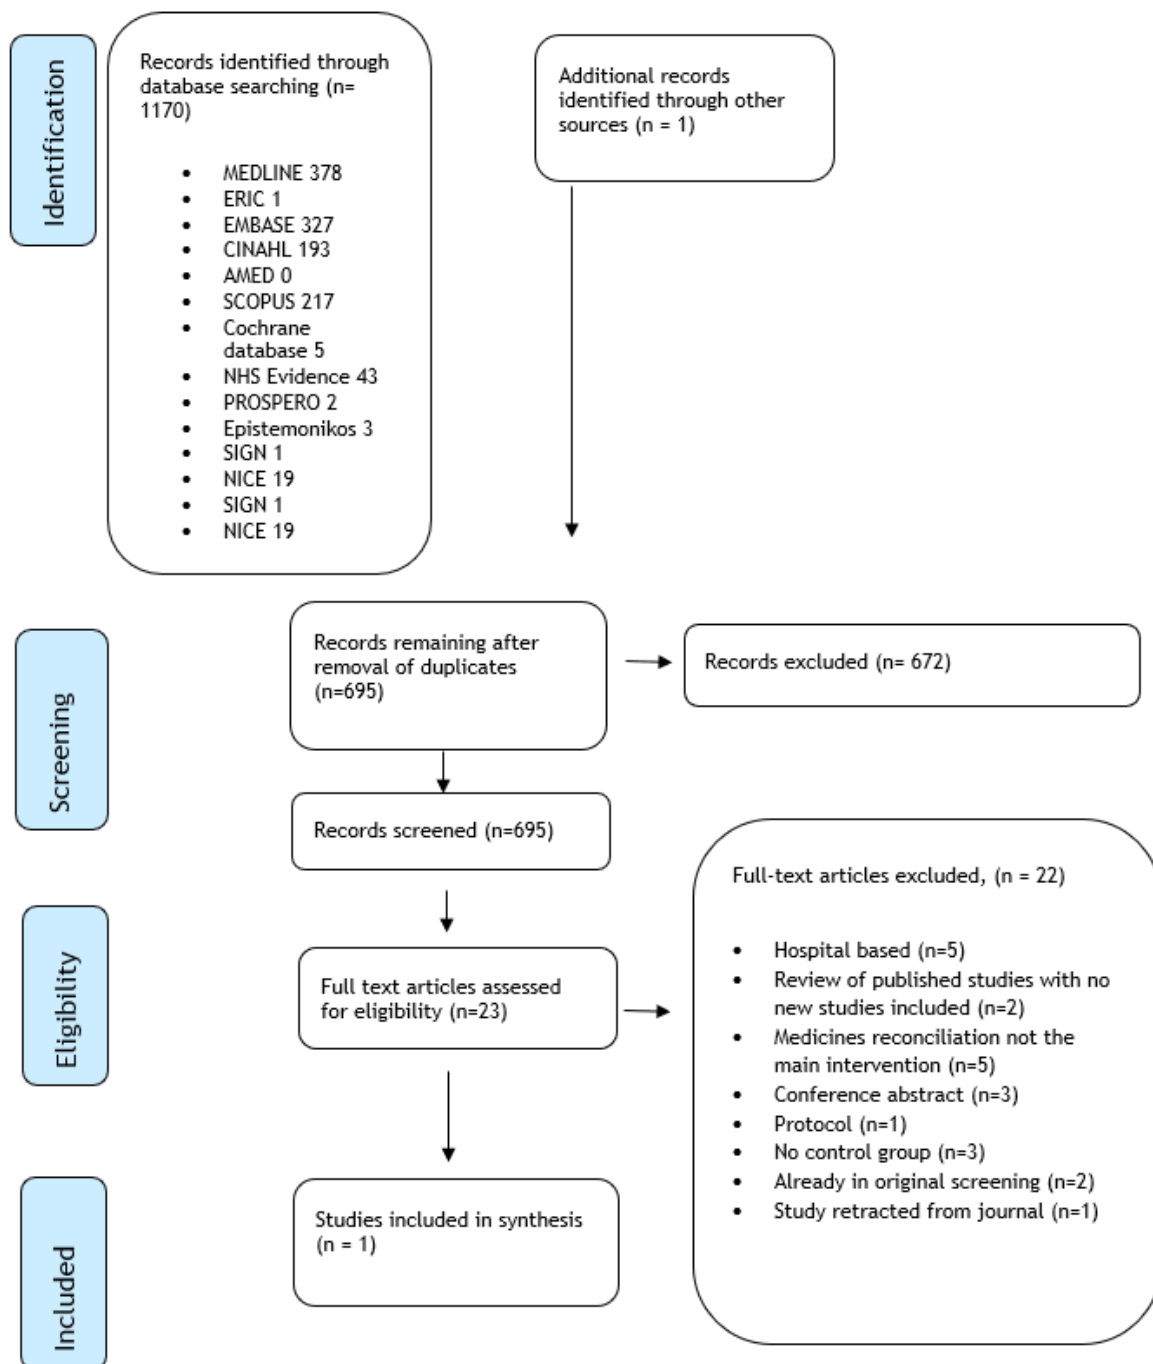 Identification
Records identified through
database searching (n=
1170)
• MEDLINE 378
• ERIC 1
• EMBASE 327
• CINAHL 193
• AMED 0
• SCOPUS 217
• Cochrane
database 5
• NHS Evidence 43
• PROSPERO 2
• Epistemonikos 3
• SIGN 1
• NICE 19
• SIGN 1
• NICE 19
Additional records
identified through other
sources (n = 1)
Screening
Records remaining after
removal of duplicates
(n=695)
Records excluded (n= 672)
Records screened (n=695)
Eligibility
Full text articles assessed
for eligibility (n=23)
Full-text articles excluded, (n = 22)
• Hospital based (n=5)
• Review of published studies with no
new studies included (n=2)
• Medicines reconciliation not the
main intervention (n=5)
• Conference abstract (n=3)
• Protocol (n=1)
• No control group (n=3)
• Already in original screening (n=2)
• Study retracted from journal (n=1)
Included
Studies included in synthesis
(n = 1)